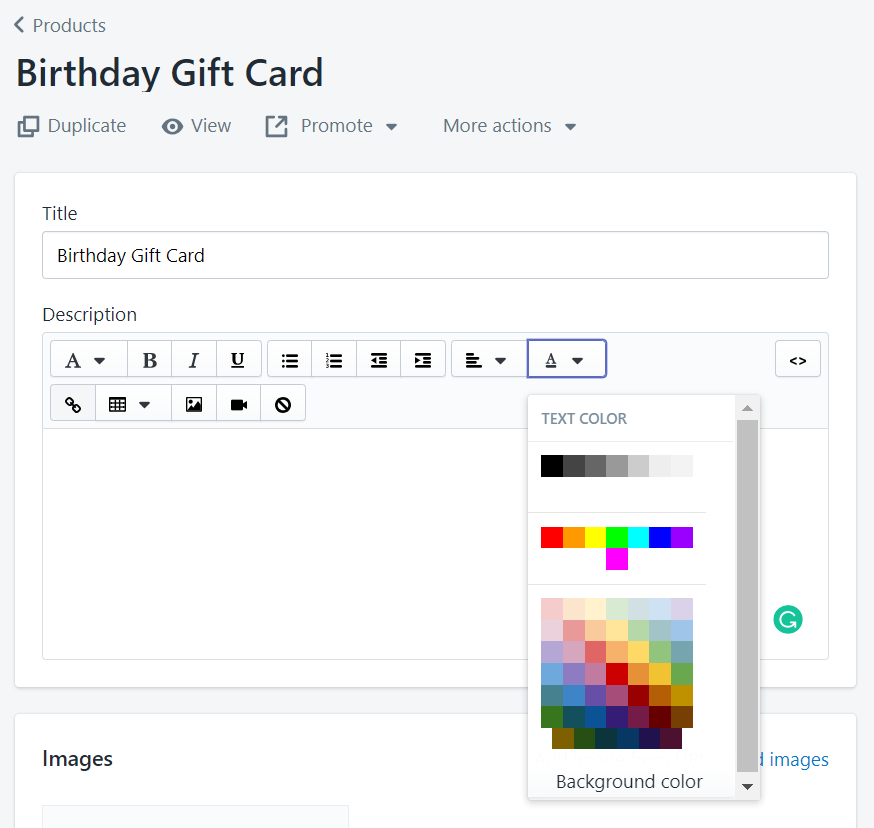 Products
Birthday Gift Card
Duplicate View Promote More actions
Title
Birthday Gift Card
Description
A B I U A <>
TEXT COLOR
Background color
Images
images